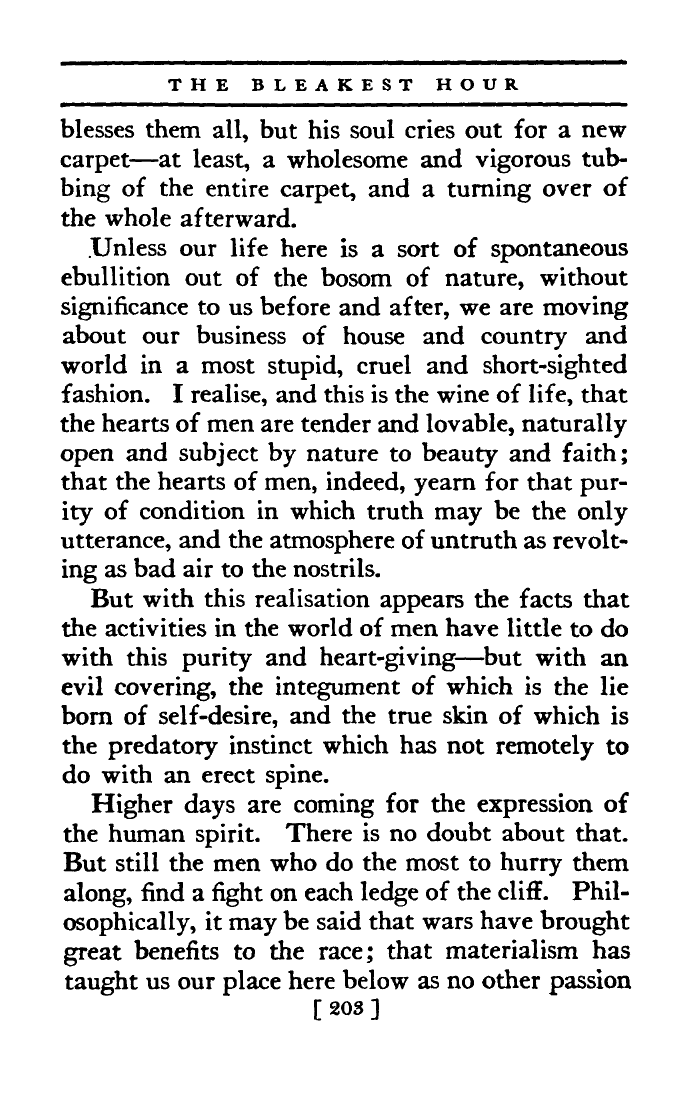 THE BLEAKEST HOUR
blesses them all, but his soul cries out for a new
carpet—at least, a wholesome and vigorous tub-
bing of the entire carpet, and a turning over of
the whole afterward.
Unless our life here is a sort of spontaneous
ebullition out of the bosom of nature, without
significance to us before and after, we are moving
about our business of house and country and
world in a most stupid, cruel and short-sighted
fashion. I realise, and this is the wine of life, that
the hearts of men are tender and lovable, naturally
open and subject by nature to beauty and faith;
that the hearts of men, indeed, yearn for that pur-
ity of condition in which truth may be the only
utterance, and the atmosphere of untruth as revolt-
ing as bad air to the nostrils.
But with this realisation appears the facts that
the activities in the world of men have little to do
with this purity and heart-giving—but with an
evil covering, the integument of which is the lie
born of self-desire, and the true skin of which is
the predatory instinct which has not remotely to
do with an erect spine.
Higher days are coming for the expression of
the human spirit. There is no doubt about that.
But still the men who do the most to hurry them
along, find a fight on each ledge of the cliff. Phil-
osophically, it may be said that wars have brought
great benefits to the race; that materialism has
taught us our place here below as no other passion
[ 203 ]